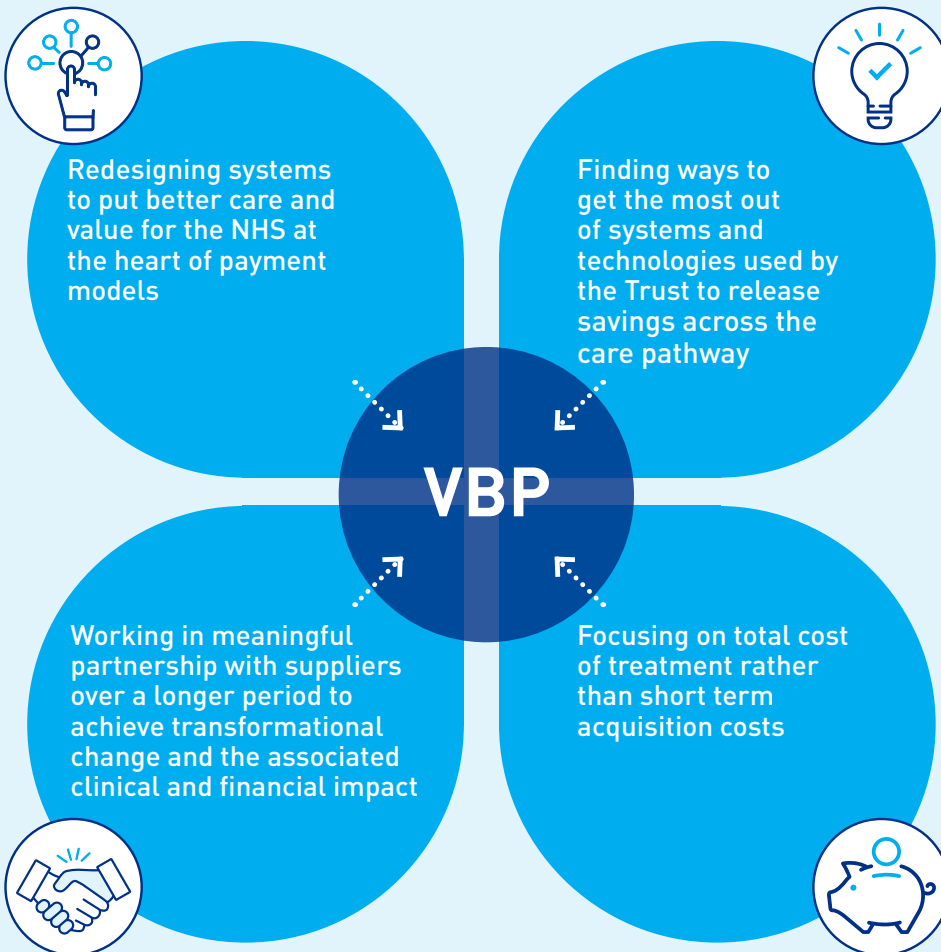 Redesigning systems
to put better care and
value for the NHS at
the heart of payment
models
Finding ways to
get the most out
of systems and
technologies used by
the Trust to release
savings across the
care pathway
VBP
Working in meaningful
partnership with suppliers
over a longer period to
achieve transformational
change and the associated
clinical and financial impact
Focusing on total cost
of treatment rather
than short term
acquisition costs